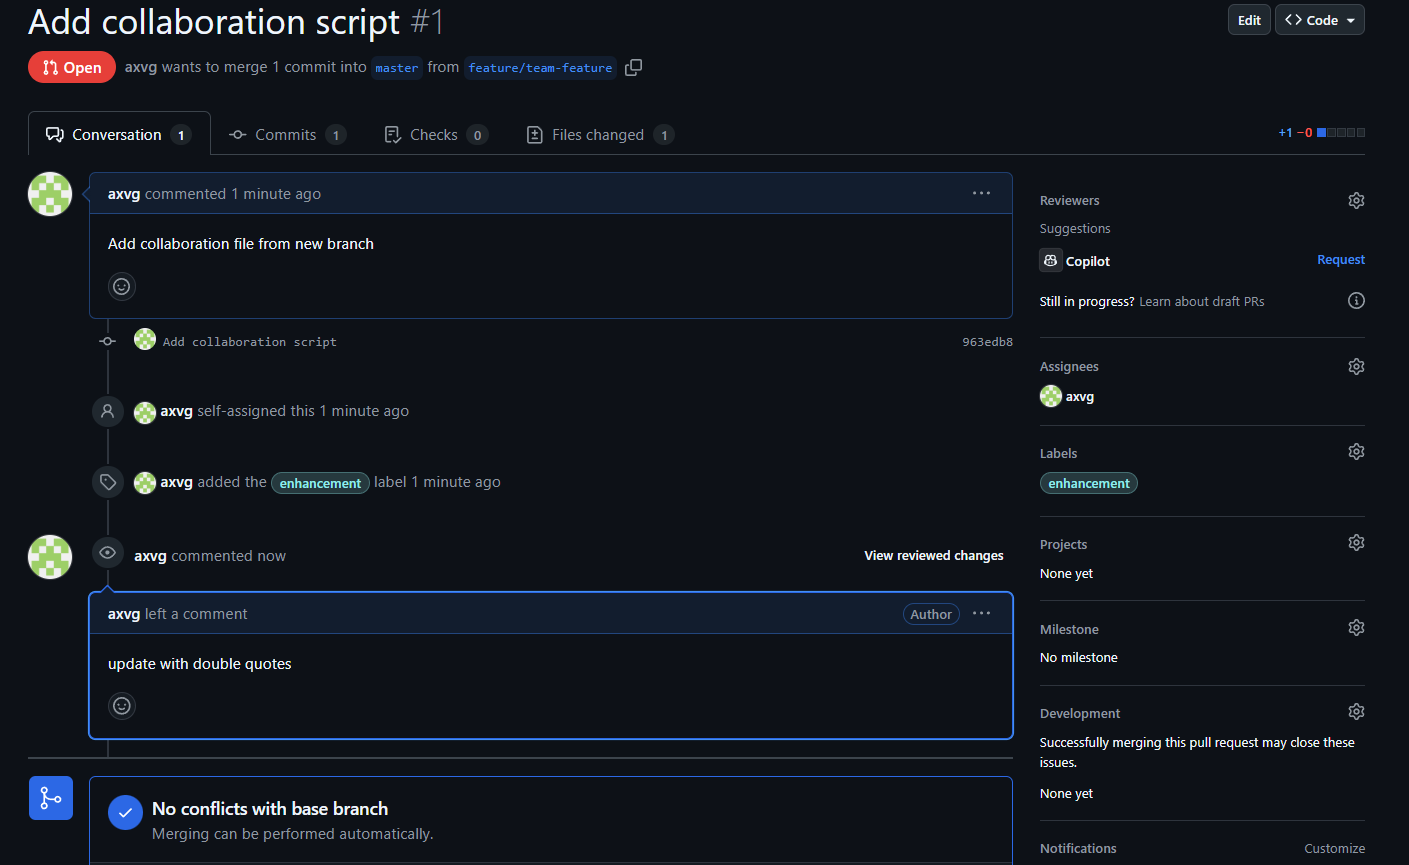 Add collaboration script #1
Edit
Code
Open
axvg wants to merge 1 commit into master from feature/team-feature
Conversation 1
Commits 1
Checks 0
Files changed 1
+1 −0
axvg commented 1 minute ago
Add collaboration file from new branch
Add collaboration script 963edb8
axvg self-assigned this 1 minute ago
axvg added the enhancement label 1 minute ago
axvg commented now
View reviewed changes
axvg left a comment
Author
update with double quotes
No conflicts with base branch
Merging can be performed automatically.
Reviewers
Suggestions
Copilot
Request
Still in progress? Learn about draft PRs
Assignees
axvg
Labels
enhancement
Projects
None yet
Milestone
No milestone
Development
Successfully merging this pull request may close these
issues.
None yet
Notifications
Customize